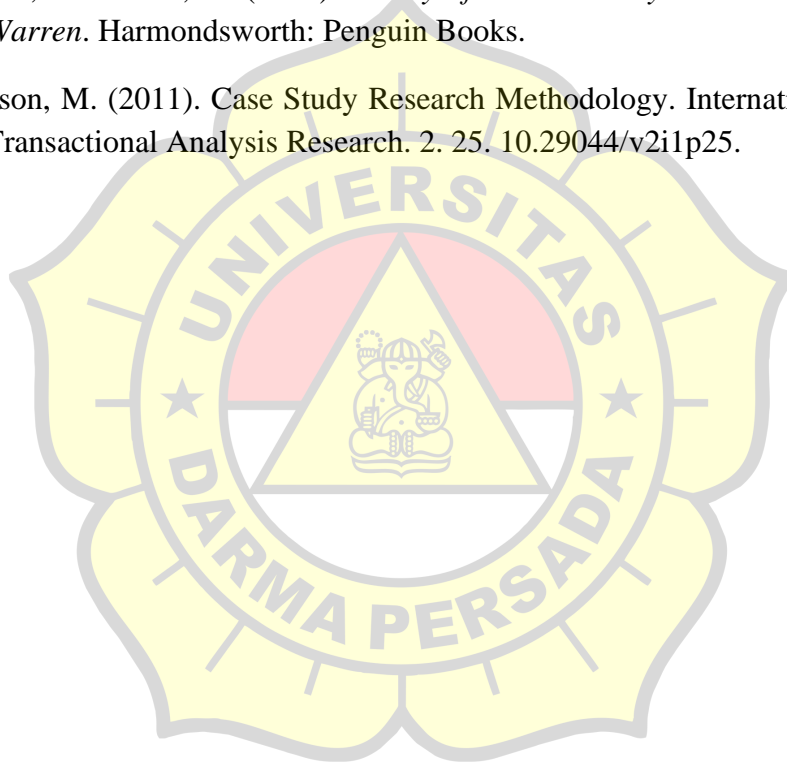 Warren. Harmondsworth: Penguin Books.
son, M. (2011). Case Study Research Methodology. Internati
Transactional Analysis Research. 2. 25. 10.29044/v2i1p25.
UNIVERSITAS
DARMA PERSADA